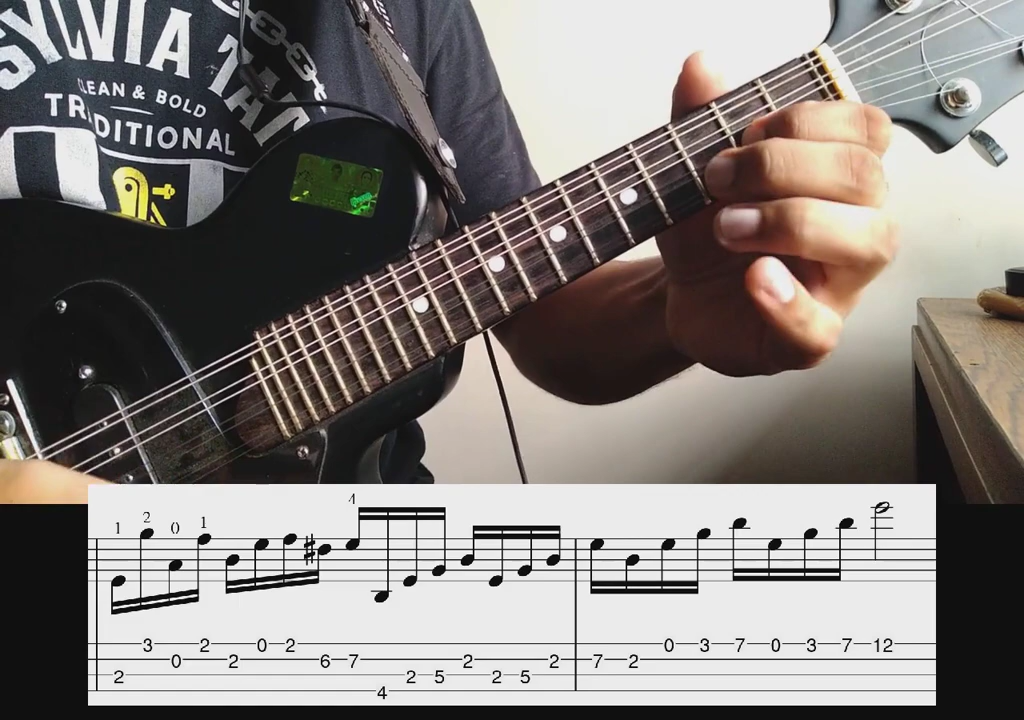 SYLVIA TAT
CLEAN & BOLD
TRADITIONAL
1 2 0 1 4
3 2 0 2 0 3 7 0 3 7 12
0 2 6 7 2 2 7 2
2 2 5 2 5
4